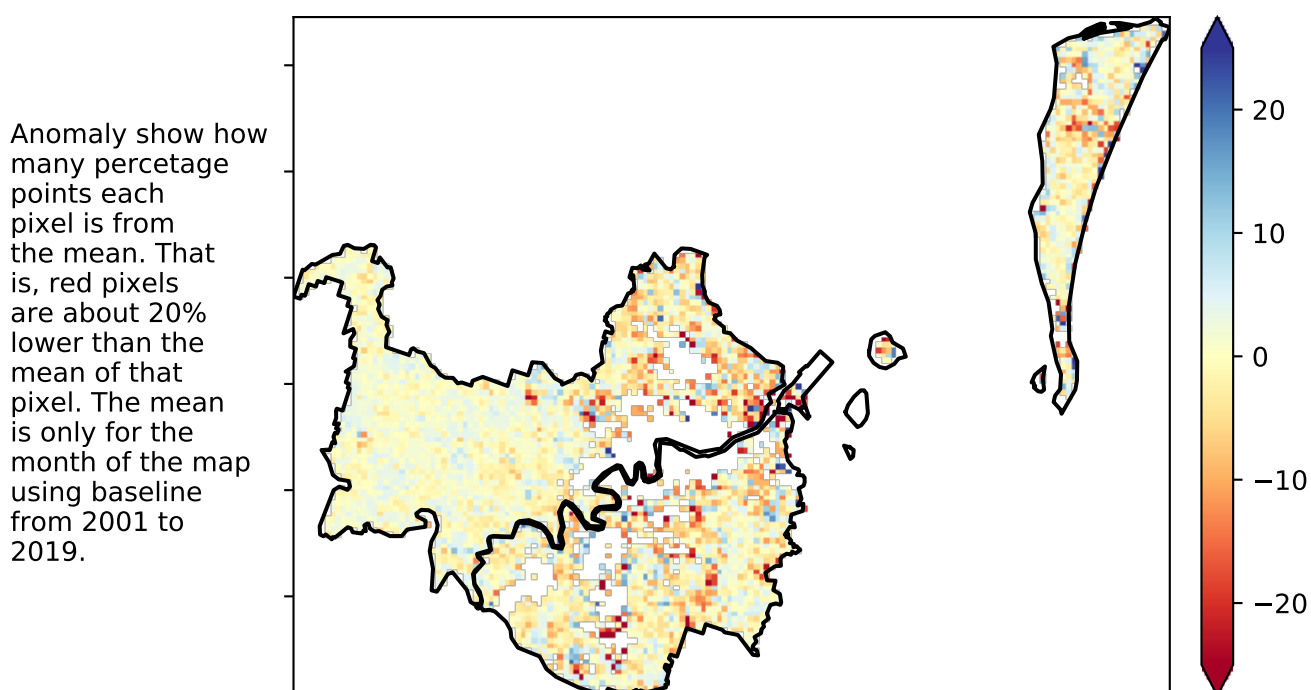 Anomaly show how
many percetage
points each
pixel is from
the mean. That
is, red pixels
are about 20%
lower than the
mean of that
pixel. The mean
is only for the
month of the map
using baseline
from 2001 to
2019.
20
10
0
−10
−20